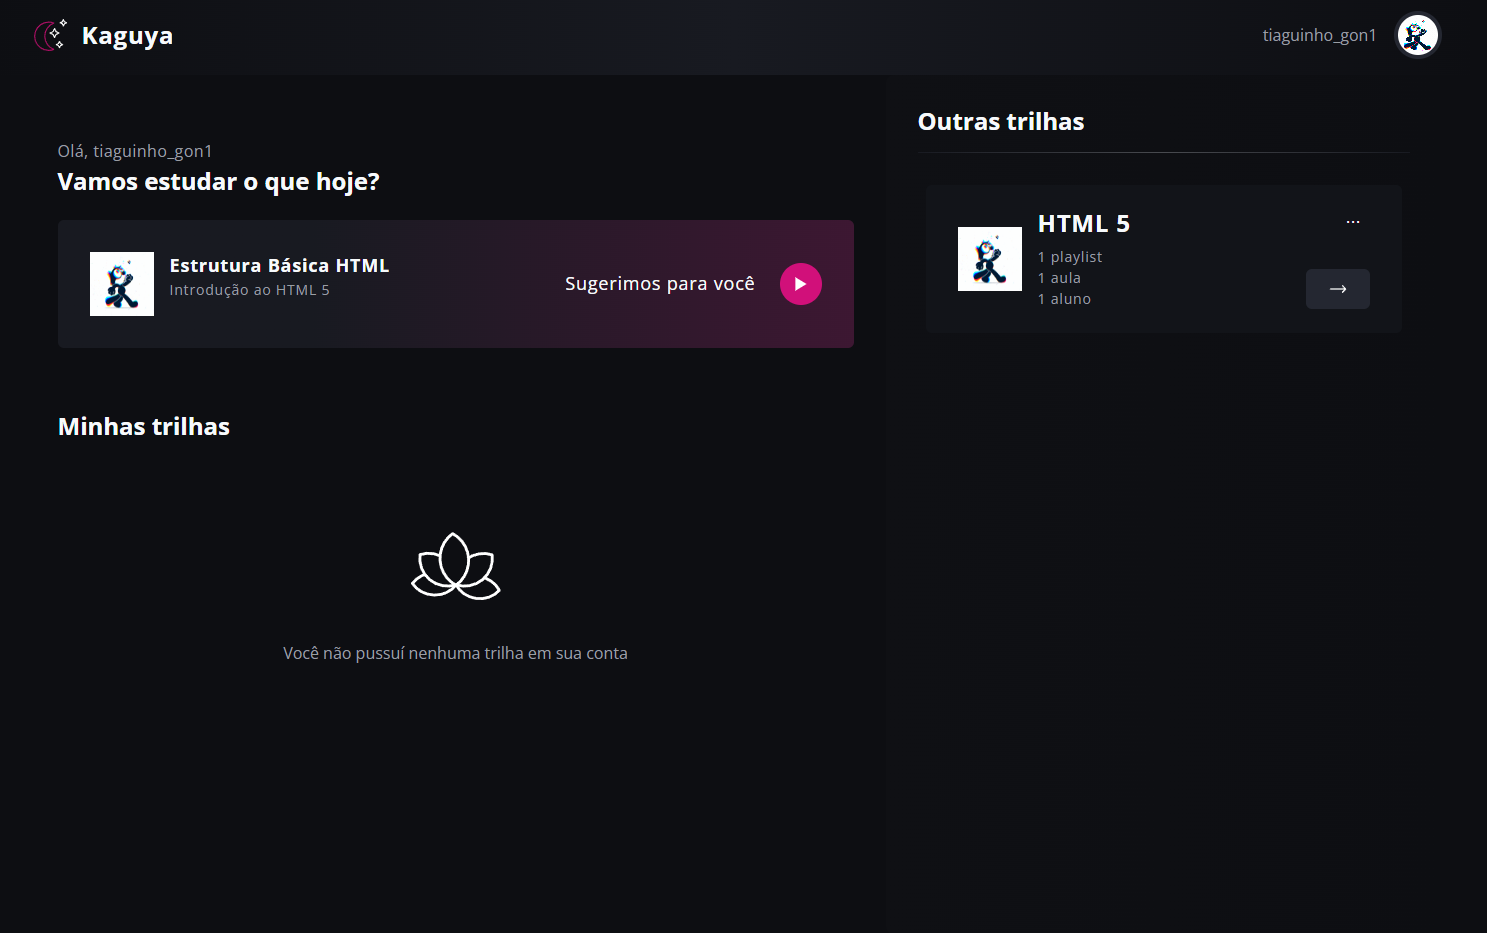 Kaguya
tiaguinho_gon1
Olá, tiaguinho_gon1
Vamos estudar o que hoje?
Estrutura Básica HTML
Introdução ao HTML 5
Sugerimos para você
Minhas trilhas
Você não pussuí nenhuma trilha em sua conta
Outras trilhas
HTML 5
...
1 playlist
1 aula
1 aluno